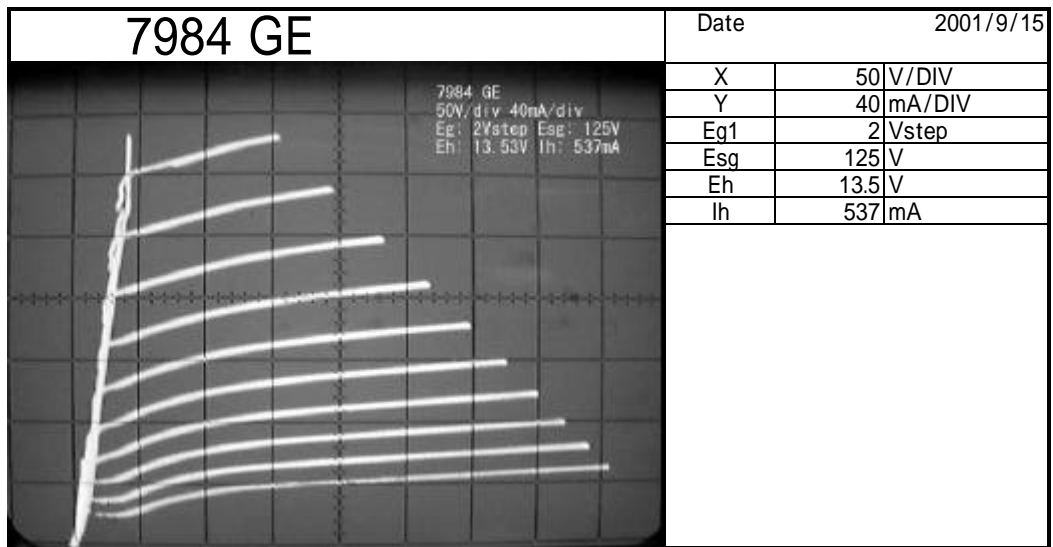 7984 GE
Date 2001/9/15
X 50 V/DIV
Y 40 mA/DIV
Eg1 2 Vstep
Esg 125 V
Eh 13.5 V
Ih 537 mA
7984 GE
50V/div 40mA/div
Eg: 2Vstep Esg: 125V
Eh: 13.53V Ih: 537mA